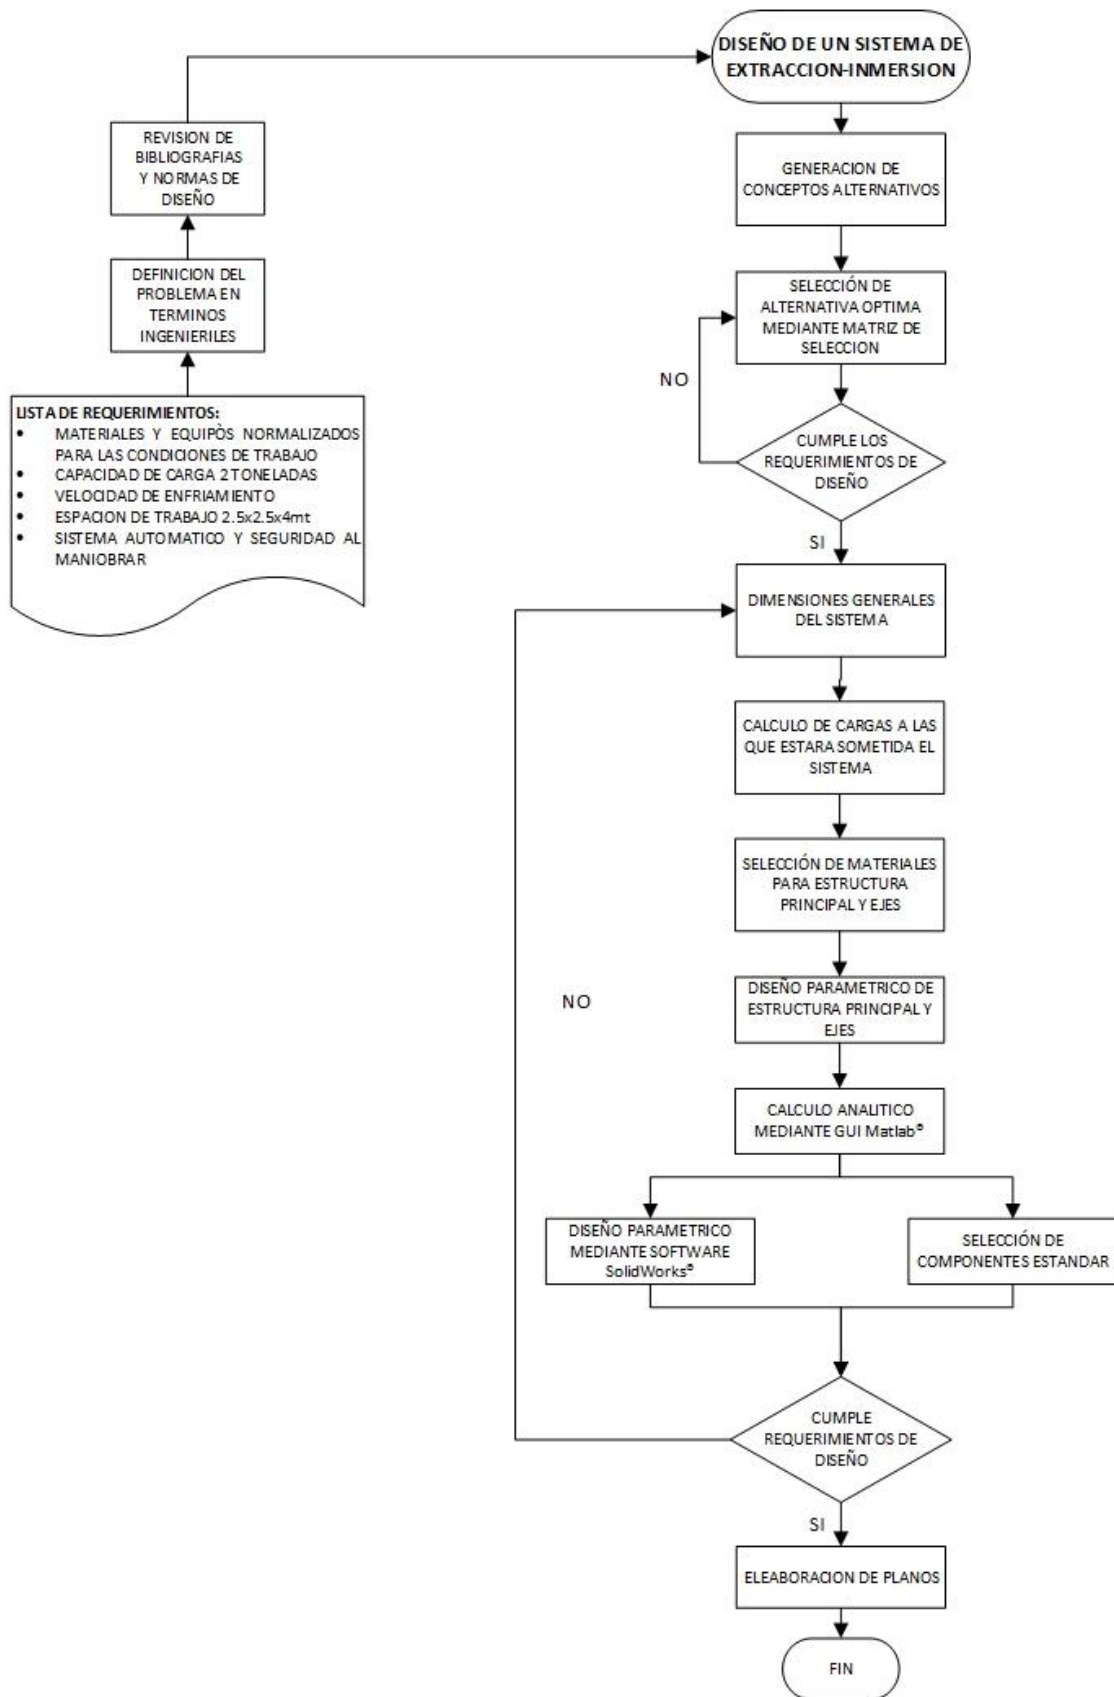 DISEÑO DE UN SISTEMA DE
EXTRACCION-INMERSION
REVISION DE
BIBLIOGRAFIAS
Y NORMAS DE
DISEÑO
DEFINICION DEL
PROBLEMA EN
TERMINOS
INGENIERILES
LISTA DE REQUERIMIENTOS:
• MATERIALES Y EQUIPÒS NORMALIZADOS
PARA LAS CONDICIONES DE TRABAJO
• CAPACIDAD DE CARGA 2 TONELADAS
• VELOCIDAD DE ENFRIAMIENTO
• ESPACION DE TRABAJO 2.5x2.5x4mt
• SISTEMA AUTOMATICO Y SEGURIDAD AL
MANIOBRAR
GENERACION DE
CONCEPTOS ALTERNATIVOS
SELECCIÓN DE
ALTERNATIVA OPTIMA
MEDIANTE MATRIZ DE
SELECCION
NO
CUMPLE LOS
REQUERIMIENTOS DE
DISEÑO
SI
DIMENSIONES GENERALES
DEL SISTEMA
CALCULO DE CARGAS A LAS
QUE ESTARA SOMETIDA EL
SISTEMA
SELECCIÓN DE MATERIALES
PARA ESTRUCTURA
PRINCIPAL Y EJES
DISEÑO PARAMETRICO DE
ESTRUCTURA PRINCIPAL Y
EJES
NO
CALCULO ANALITICO
MEDIANTE GUI Matlab®
DISEÑO PARAMETRICO
MEDIANTE SOFTWARE
SolidWorks®
SELECCIÓN DE
COMPONENTES ESTANDAR
CUMPLE
REQUERIMIENTOS DE
DISEÑO
SI
ELEABORACION DE PLANOS
FIN